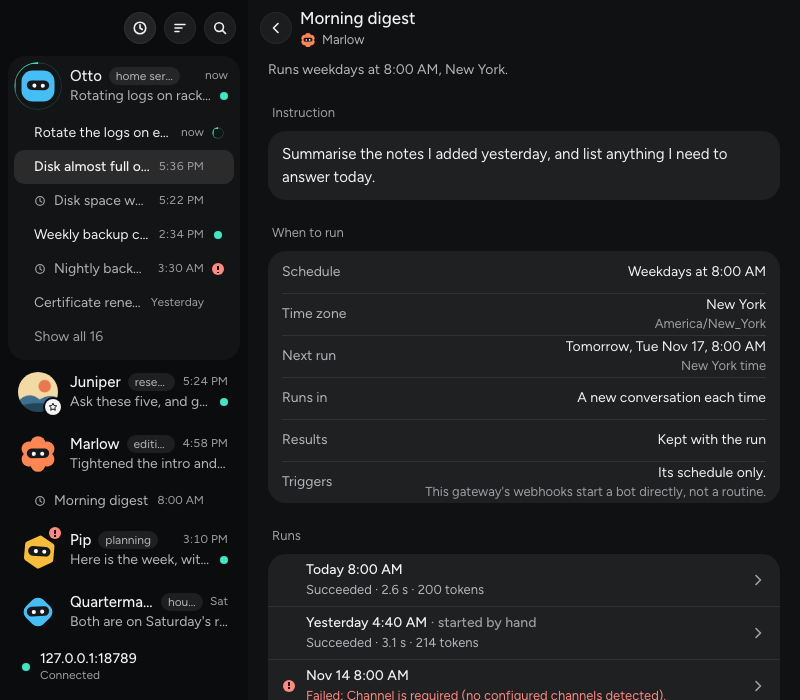 Otto home ser... now
Rotating logs on rack...
Rotate the logs on e... now
Disk almost full o... 5:36 PM
Disk space w... 5:22 PM
Weekly backup c... 2:34 PM
Nightly back... 3:30 AM
Certificate rene... Yesterday
Show all 16
Juniper rese... 5:24 PM
Ask these five, and g...
Marlow editi... 4:58 PM
Tightened the intro and...
Morning digest 8:00 AM
Pip planning 3:10 PM
Here is the week, wit...
Quarterma... hou... Sat
Both are on Saturday's r...
127.0.0.1:18789
Connected
Morning digest
Marlow
Runs weekdays at 8:00 AM, New York.
Instruction
Summarise the notes I added yesterday, and list anything I need to
answer today.
When to run
Schedule Weekdays at 8:00 AM
Time zone New York
America/New_York
Next run Tomorrow, Tue Nov 17, 8:00 AM
New York time
Runs in A new conversation each time
Results Kept with the run
Triggers Its schedule only.
This gateway's webhooks start a bot directly, not a routine.
Runs
Today 8:00 AM
Succeeded · 2.6 s · 200 tokens
Yesterday 4:40 AM · started by hand
Succeeded · 3.1 s · 214 tokens
Nov 14 8:00 AM
Failed: Channel is required (no configured channels detected).